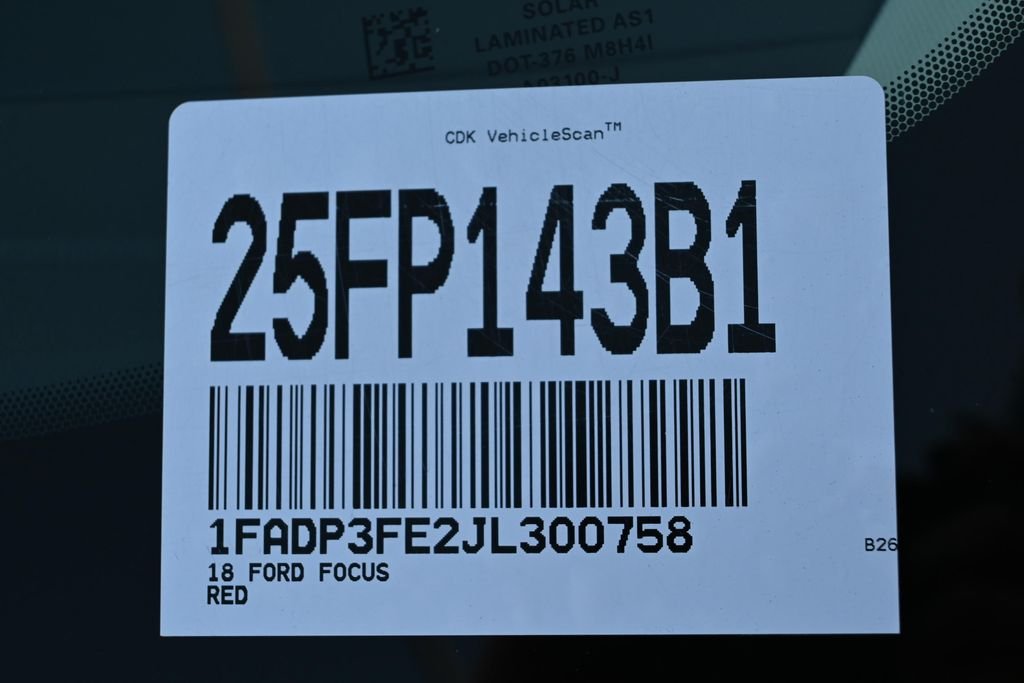 SOLAR
LAMINATED AS1
DOT-376 M8H4I
CDK VehicleScan™
25FP143B1
1FADP3FE2JL300758
18 FORD FOCUS
RED
B26